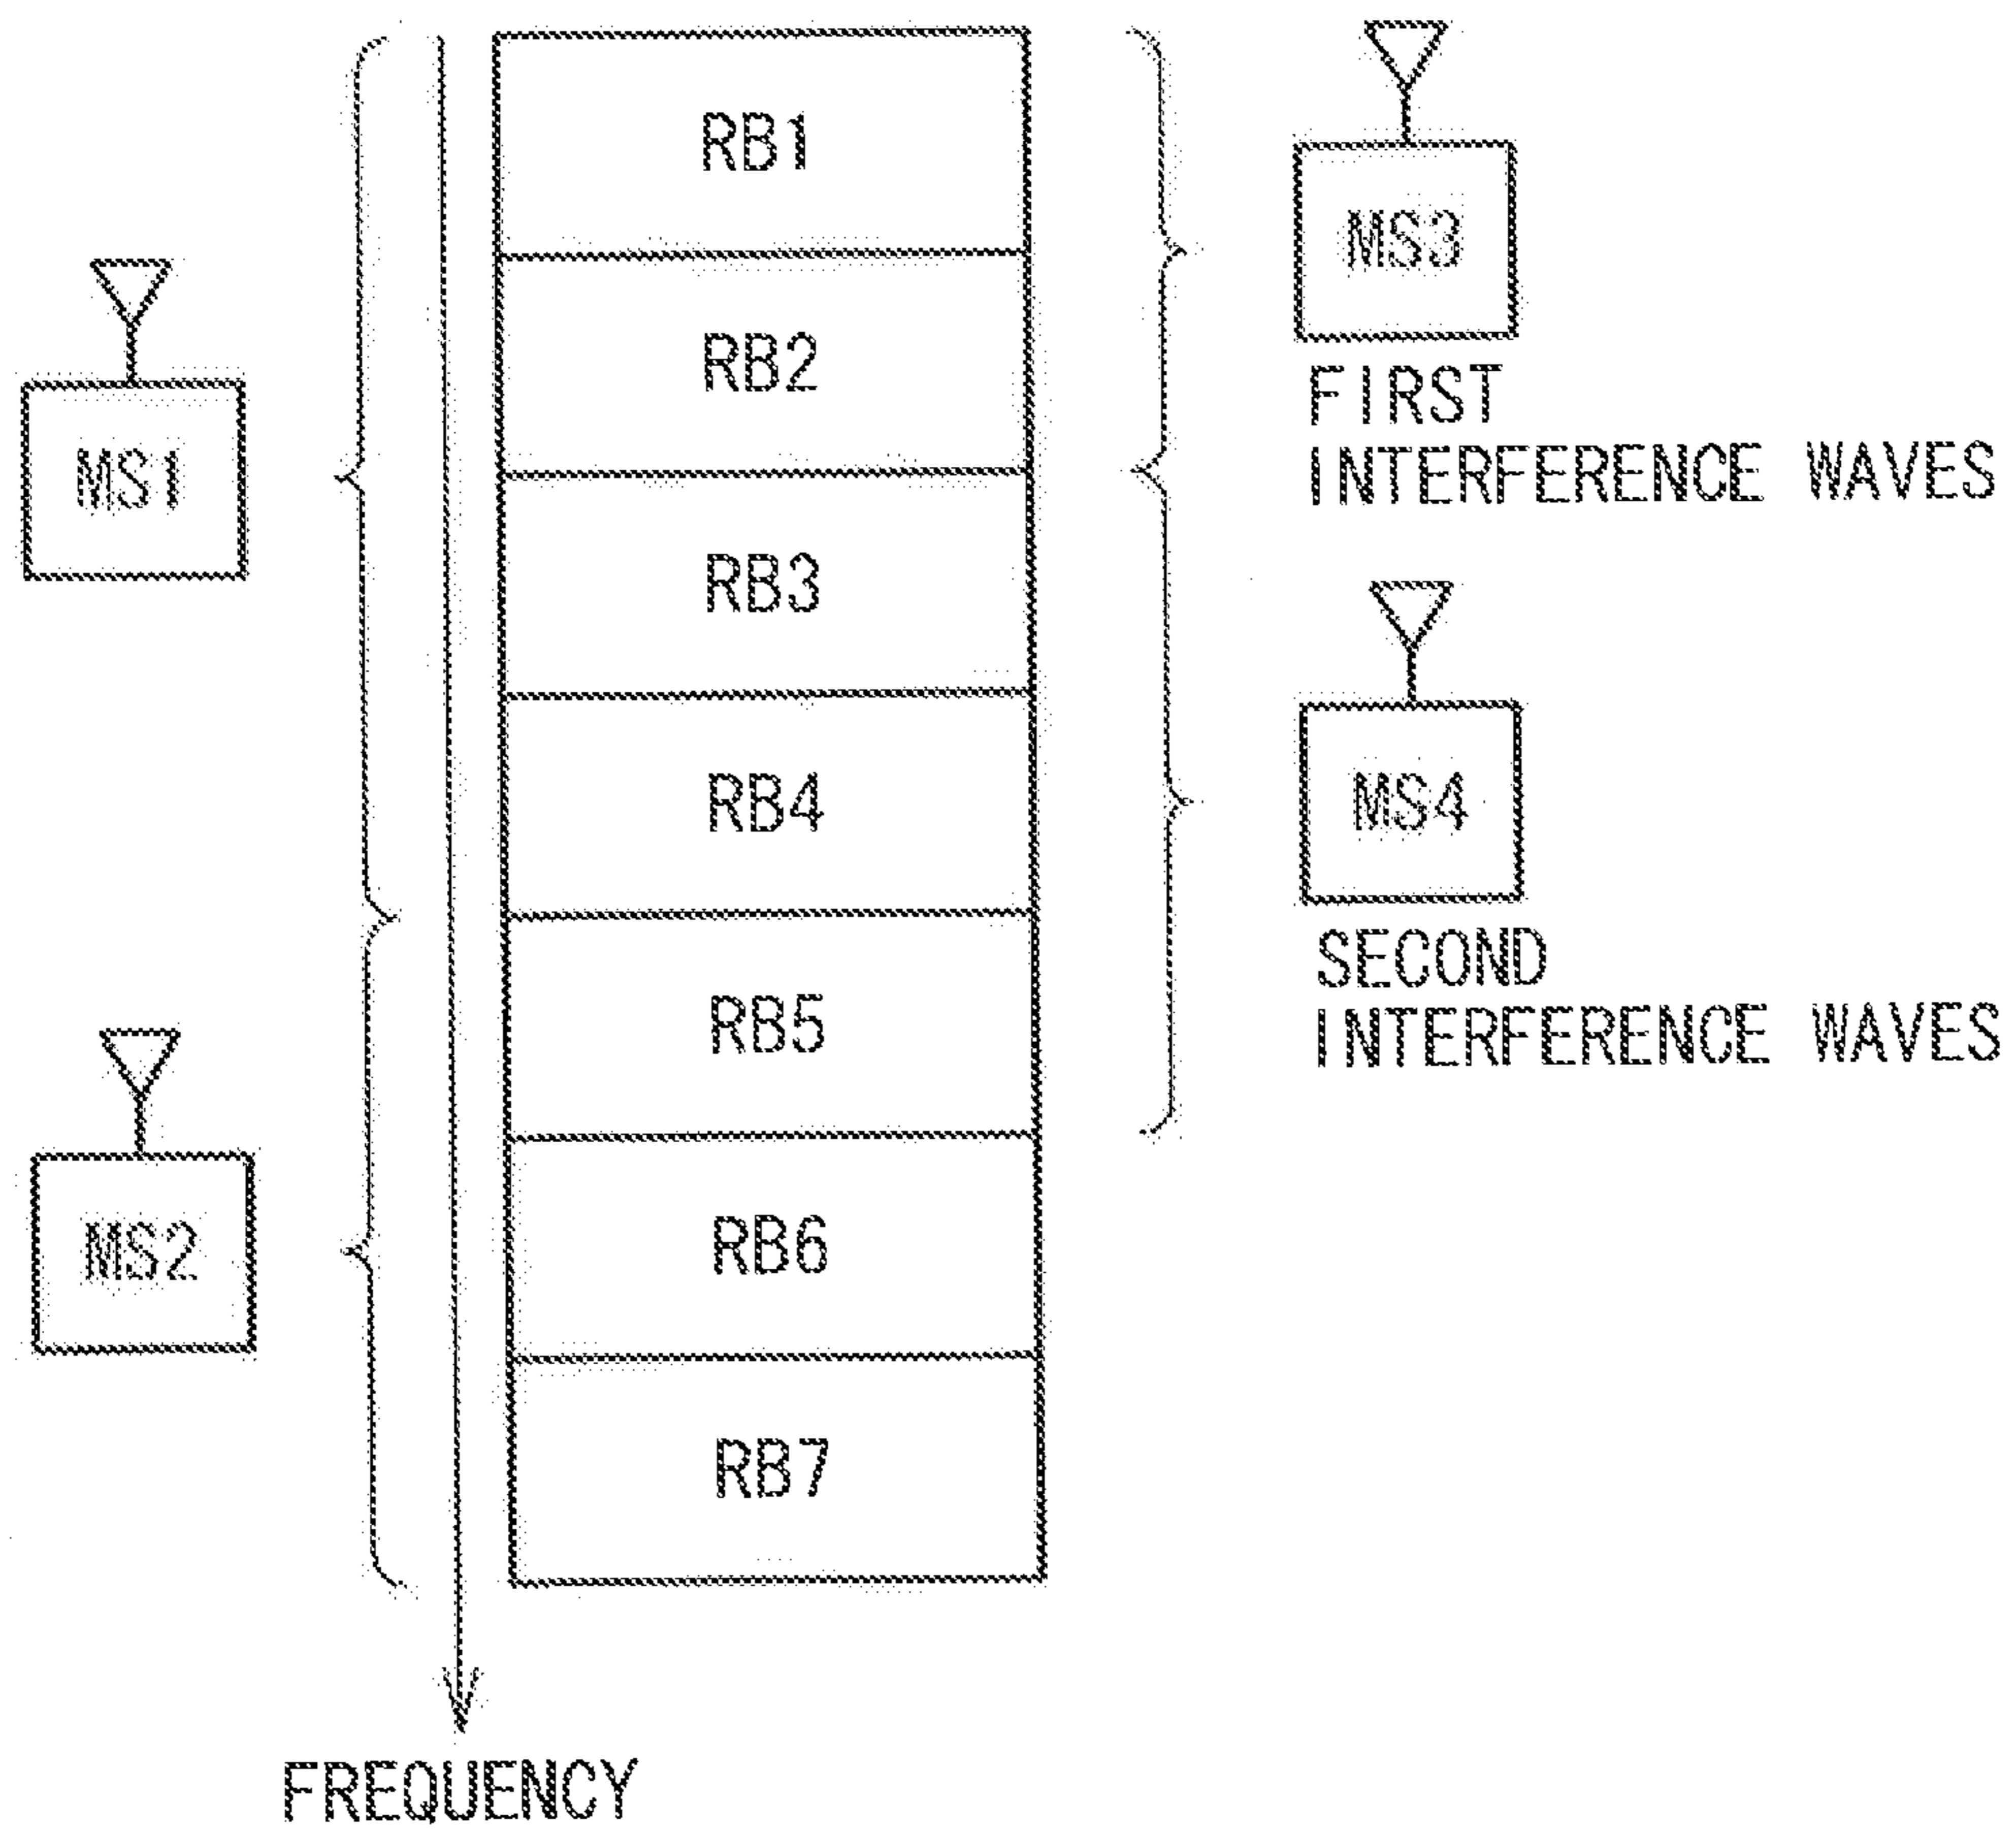 RB1
RB2
RB3
RB4
RB5
RB6
RB7
MS1
MS2
MS3
FIRST
INTERFERENCE WAVES
MS4
SECOND
INTERFERENCE WAVES
FREQUENCY